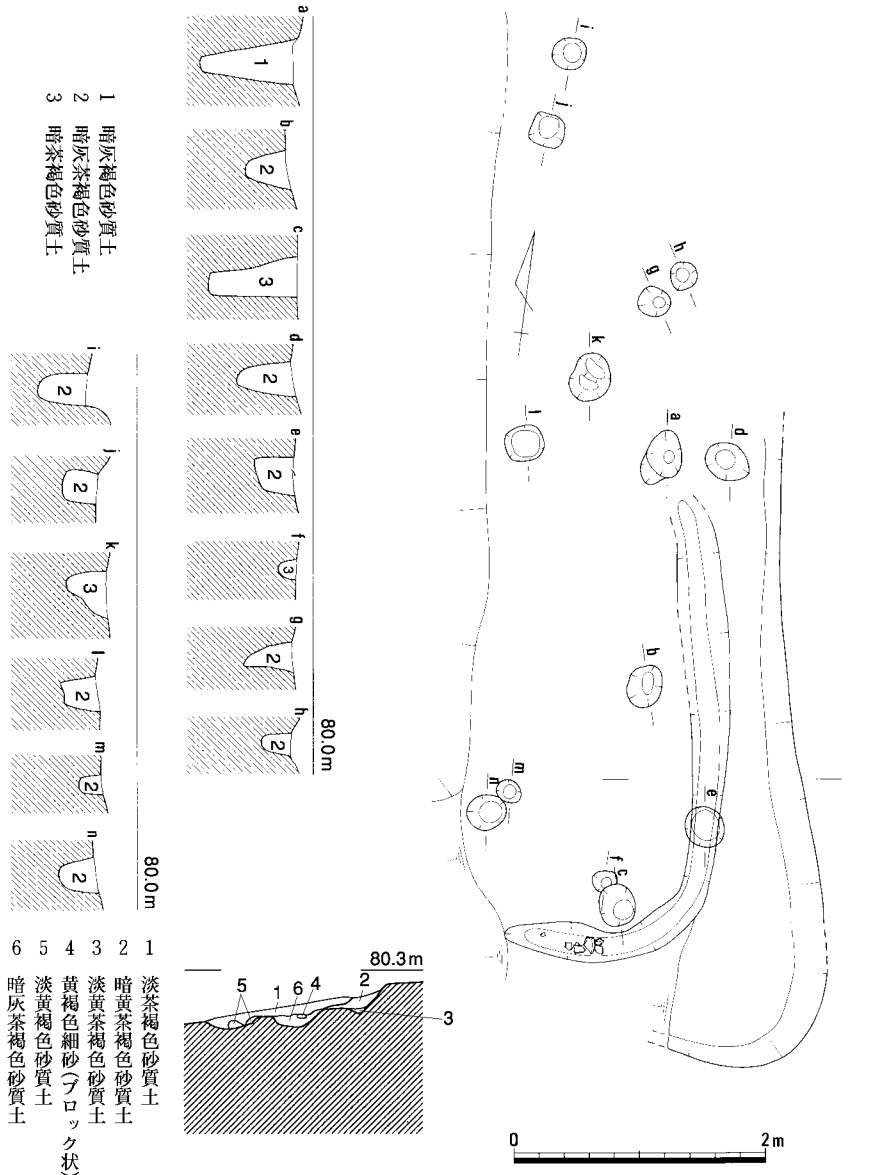 a
1
b
2
c
3
d
2
e
2
f
3
g
2
h
2
80.0m
i
2
j
2
k
3
l
2
m
2
n
2
80.0m
1 暗灰褐色砂質土
2 暗灰茶褐色砂質土
3 暗茶褐色砂質土
i
j
h
g
k
l
a
d
b
m
n
e
f
c
80.3m
5
1
6
4
2
3
1 淡茶褐色砂質土
2 暗黄茶褐色砂質土
3 淡黄茶褐色砂質土
4 黄褐色細砂(ブロック状)
5 淡黄褐色砂質土
6 暗灰茶褐色砂質土
0 2m